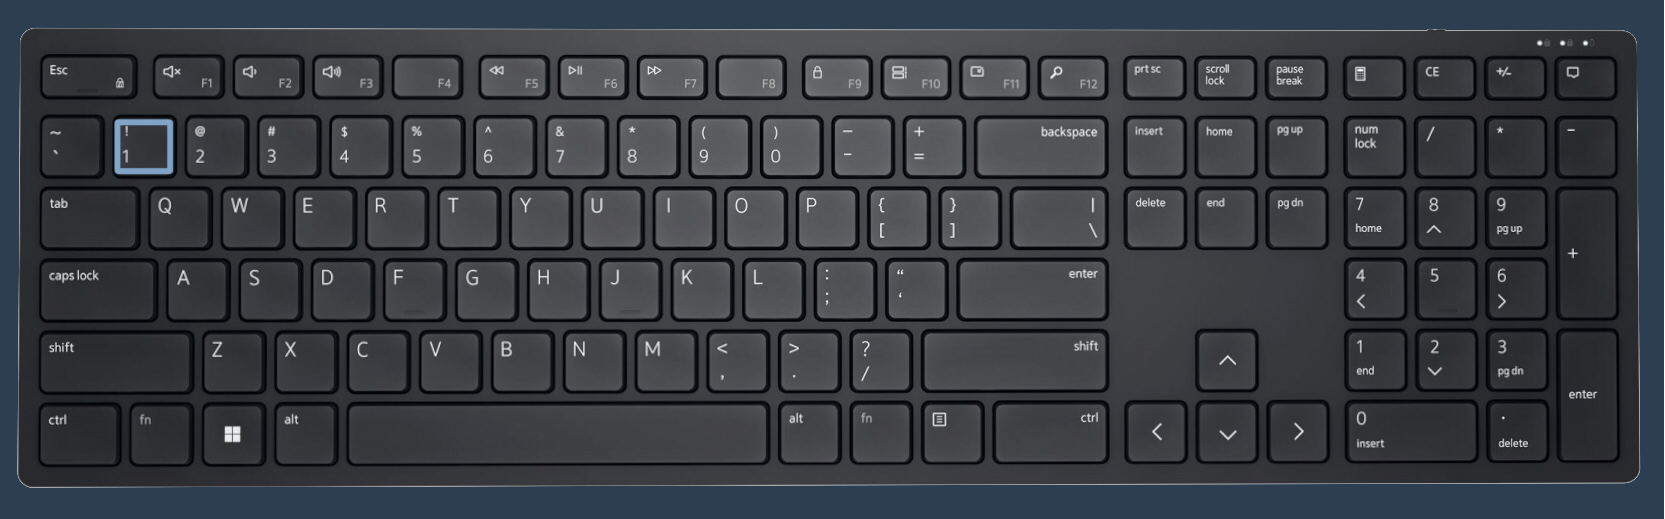 Esc F1 F2 F3 F4 F5 F6 F7 F8 F9 F10 F11 F12 prt sc scroll lock pause break CE +/-
~ ` ! 1 @ 2 # 3 $ 4 % 5 ^ 6 & 7 * 8 ( 9 ) 0 — - + = backspace insert home pg up num lock / * -
tab Q W E R T Y U I O P { [ } ] | \ delete end pg dn 7 home 8 9 pg up +
caps lock A S D F G H J K L : ; “ ‘ enter 4 5 6
shift Z X C V B N M < , > . ? / shift 1 end 2 3 pg dn enter
ctrl fn alt alt fn ctrl 0 insert . delete